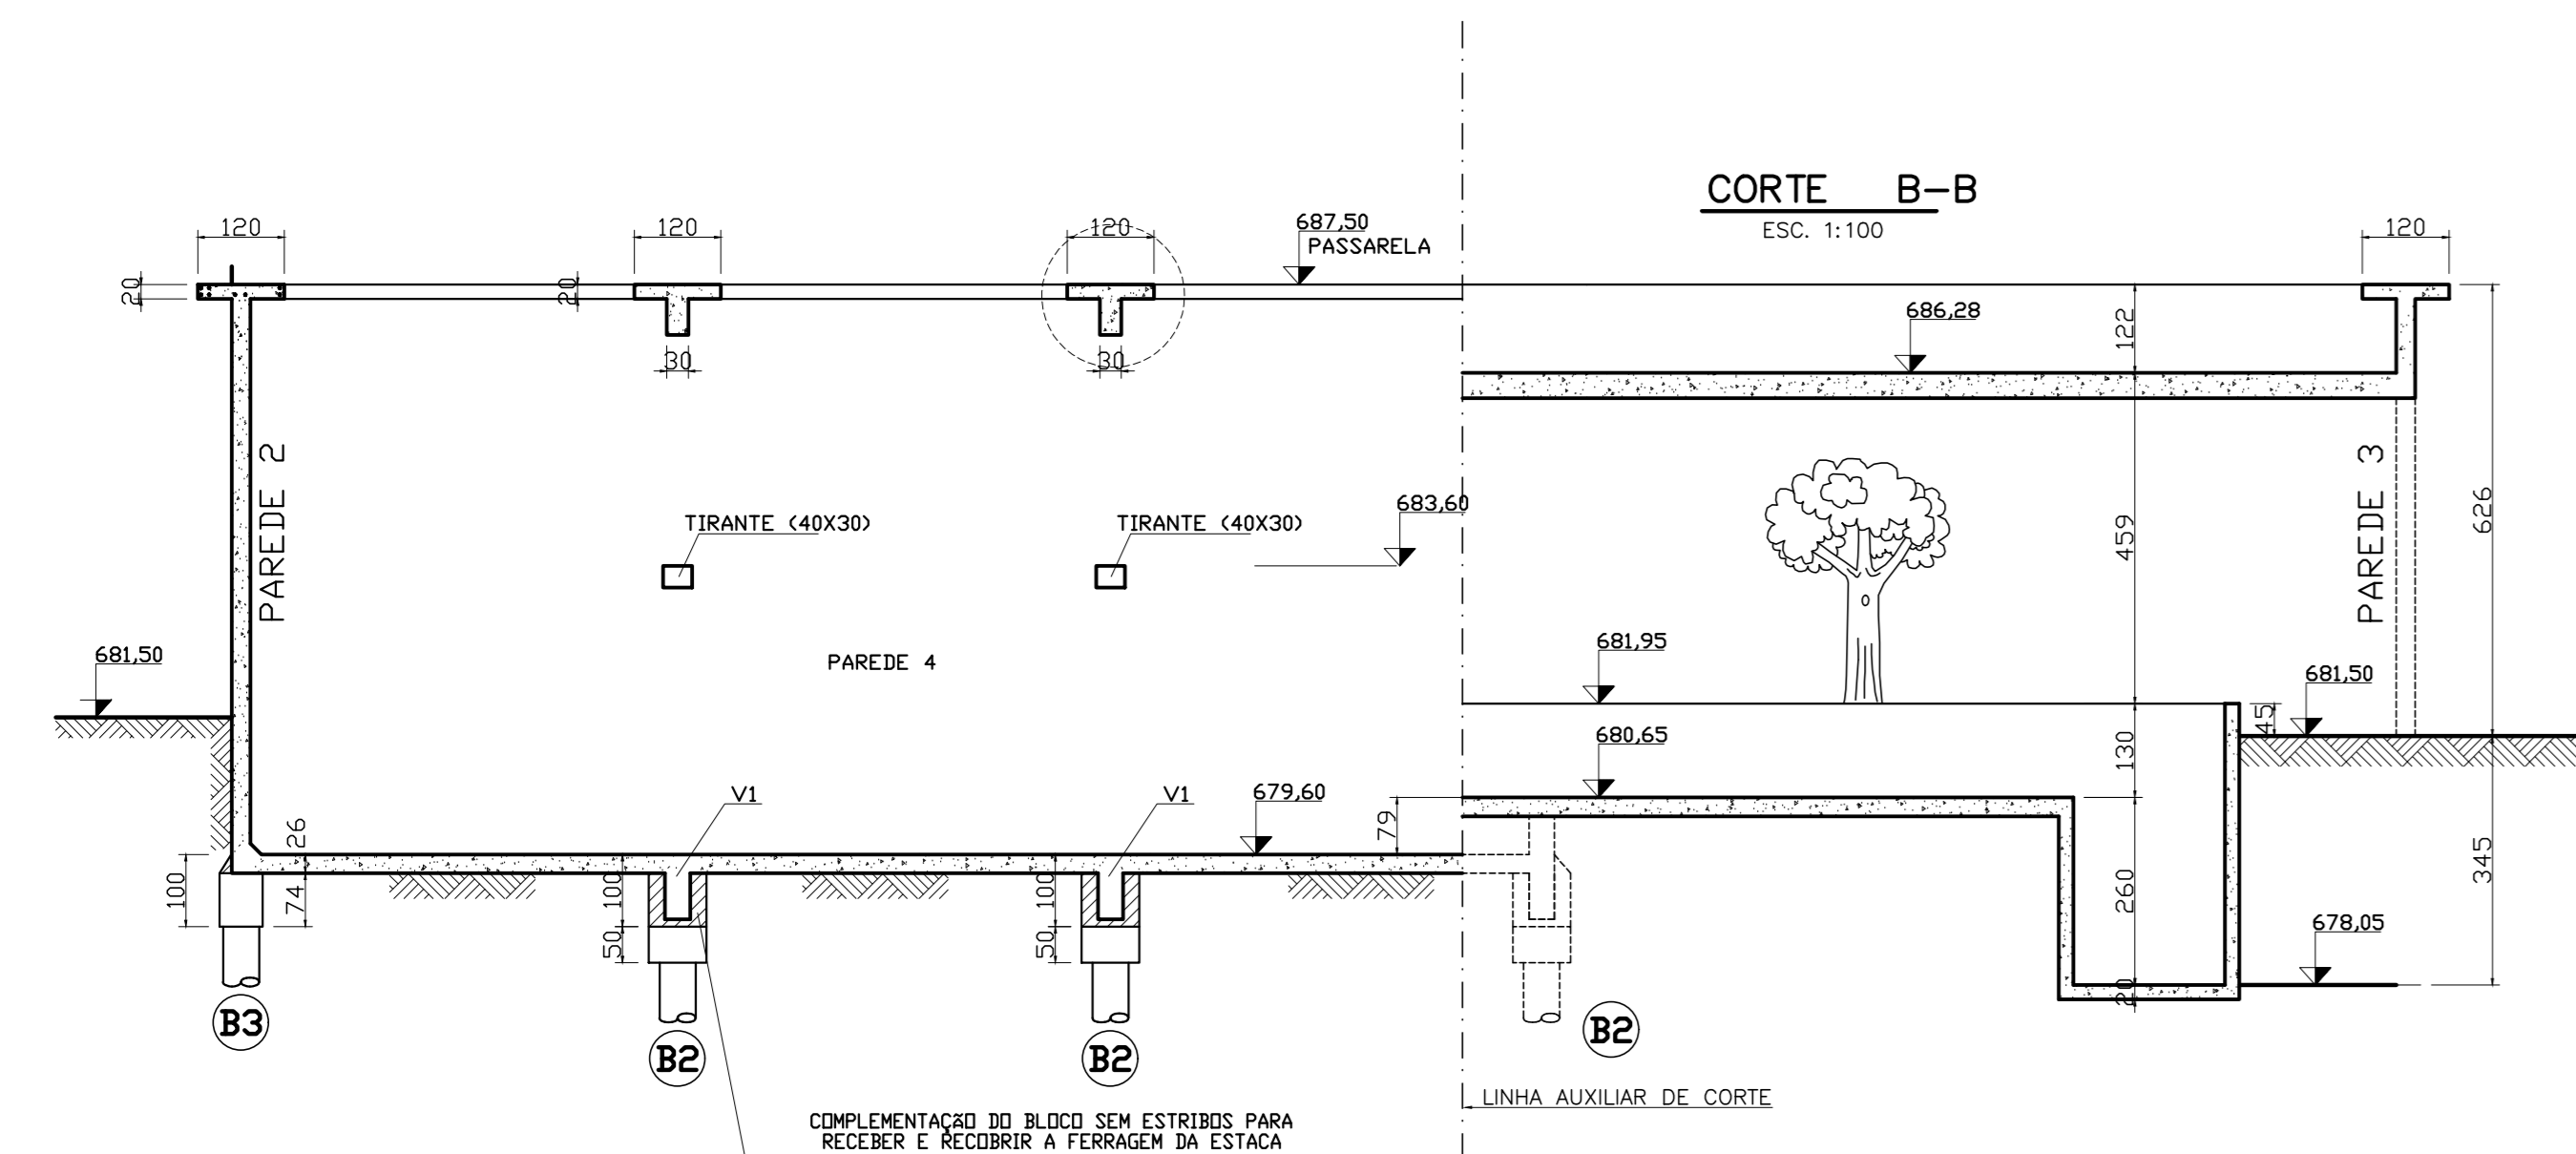 CORTE B-B
ESC. 1:100
120
120
120
687,50
PASSARELA
120
20
20
30
30
686,28
122
PAREDE 2
TIRANTE (40X30)
TIRANTE (40X30)
683,60
459
PAREDE 3
626
681,50
PAREDE 4
681,95
681,50
45
680,65
130
V1
V1
679,60
79
26
100
74
100
50
100
50
260
345
678,05
20
B3
B2
B2
B2
LINHA AUXILIAR DE CORTE
COMPLEMENTAÇÃO DO BLOCO SEM ESTRIBOS PARA
RECEBER E RECOBRIR A FERRAGEM DA ESTACA